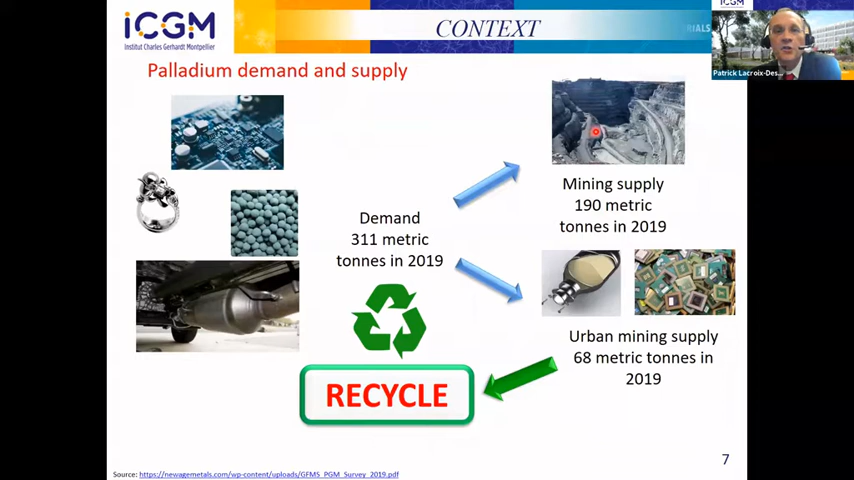 iCGM
Institut Charles Gerhardt Montpellier
CONTEXT
RIALS
iCGM
Patrick Lacroix-Des...
Palladium demand and supply
Mining supply
190 metric
tonnes in 2019
Demand
311 metric
tonnes in 2019
Urban mining supply
68 metric tonnes in
2019
RECYCLE
7
Source: https://newagemetals.com/wp-content/uploads/GFMS_PGM_Survey_2019.pdf